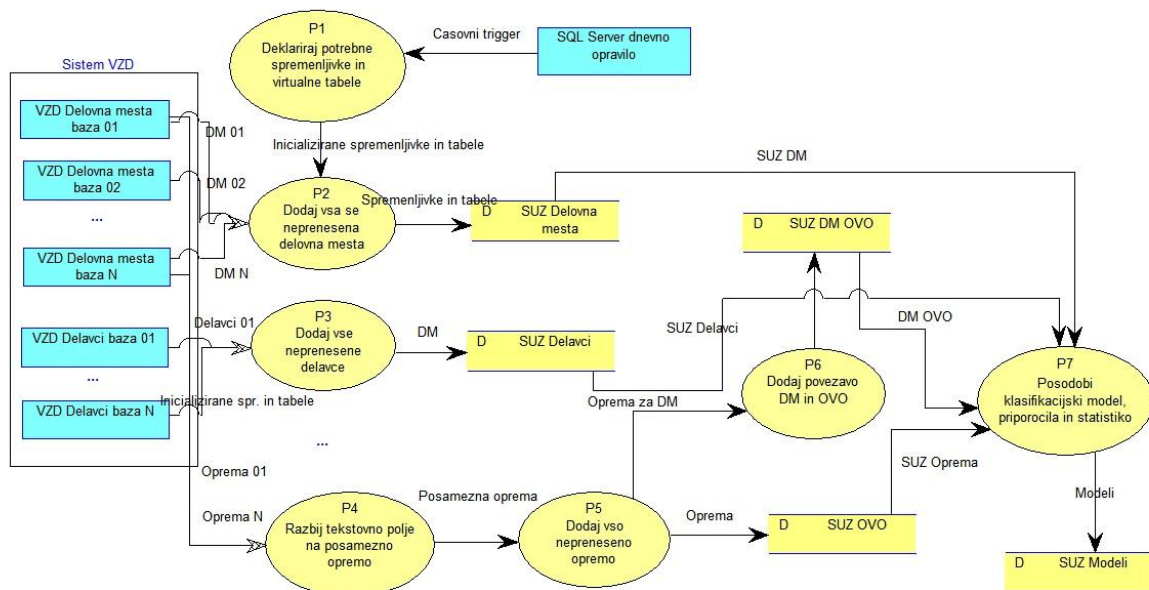 P1
Deklariraj potrebne
spremenljivke in
virtualne tabele
Casovni trigger
SQL Server dnevno
opravilo
Sistem VZD
VZD Delovna mesta
baza 01
DM 01
Inicializirane spremenljivke in tabele
SUZ DM
VZD Delovna mesta
baza 02
DM 02
...
P2
Dodaj vsa se
neprenesena
delovna mesta
Spremenljivke in tabele
D SUZ Delovna
mesta
D SUZ DM OVO
VZD Delovna mesta
baza N
DM N
VZD Delavci baza 01
Delavci 01
...
P3
Dodaj vse
neprenesene
delavce
DM
D SUZ Delavci
SUZ Delavci
DM OVO
VZD Delavci baza N
Inicializirane spr. in tabele
...
Oprema za DM
P6
Dodaj povezavo
DM in OVO
P7
Posodobi
klasifikacijski model,
priporocila in statistiko
Oprema 01
Oprema N
P4
Razbij tekstovno polje
na posamezno
opremo
Posamezna oprema
P5
Dodaj vso
nepreneseno
opremo
Oprema
D SUZ OVO
SUZ Oprema
Modeli
D SUZ Modeli